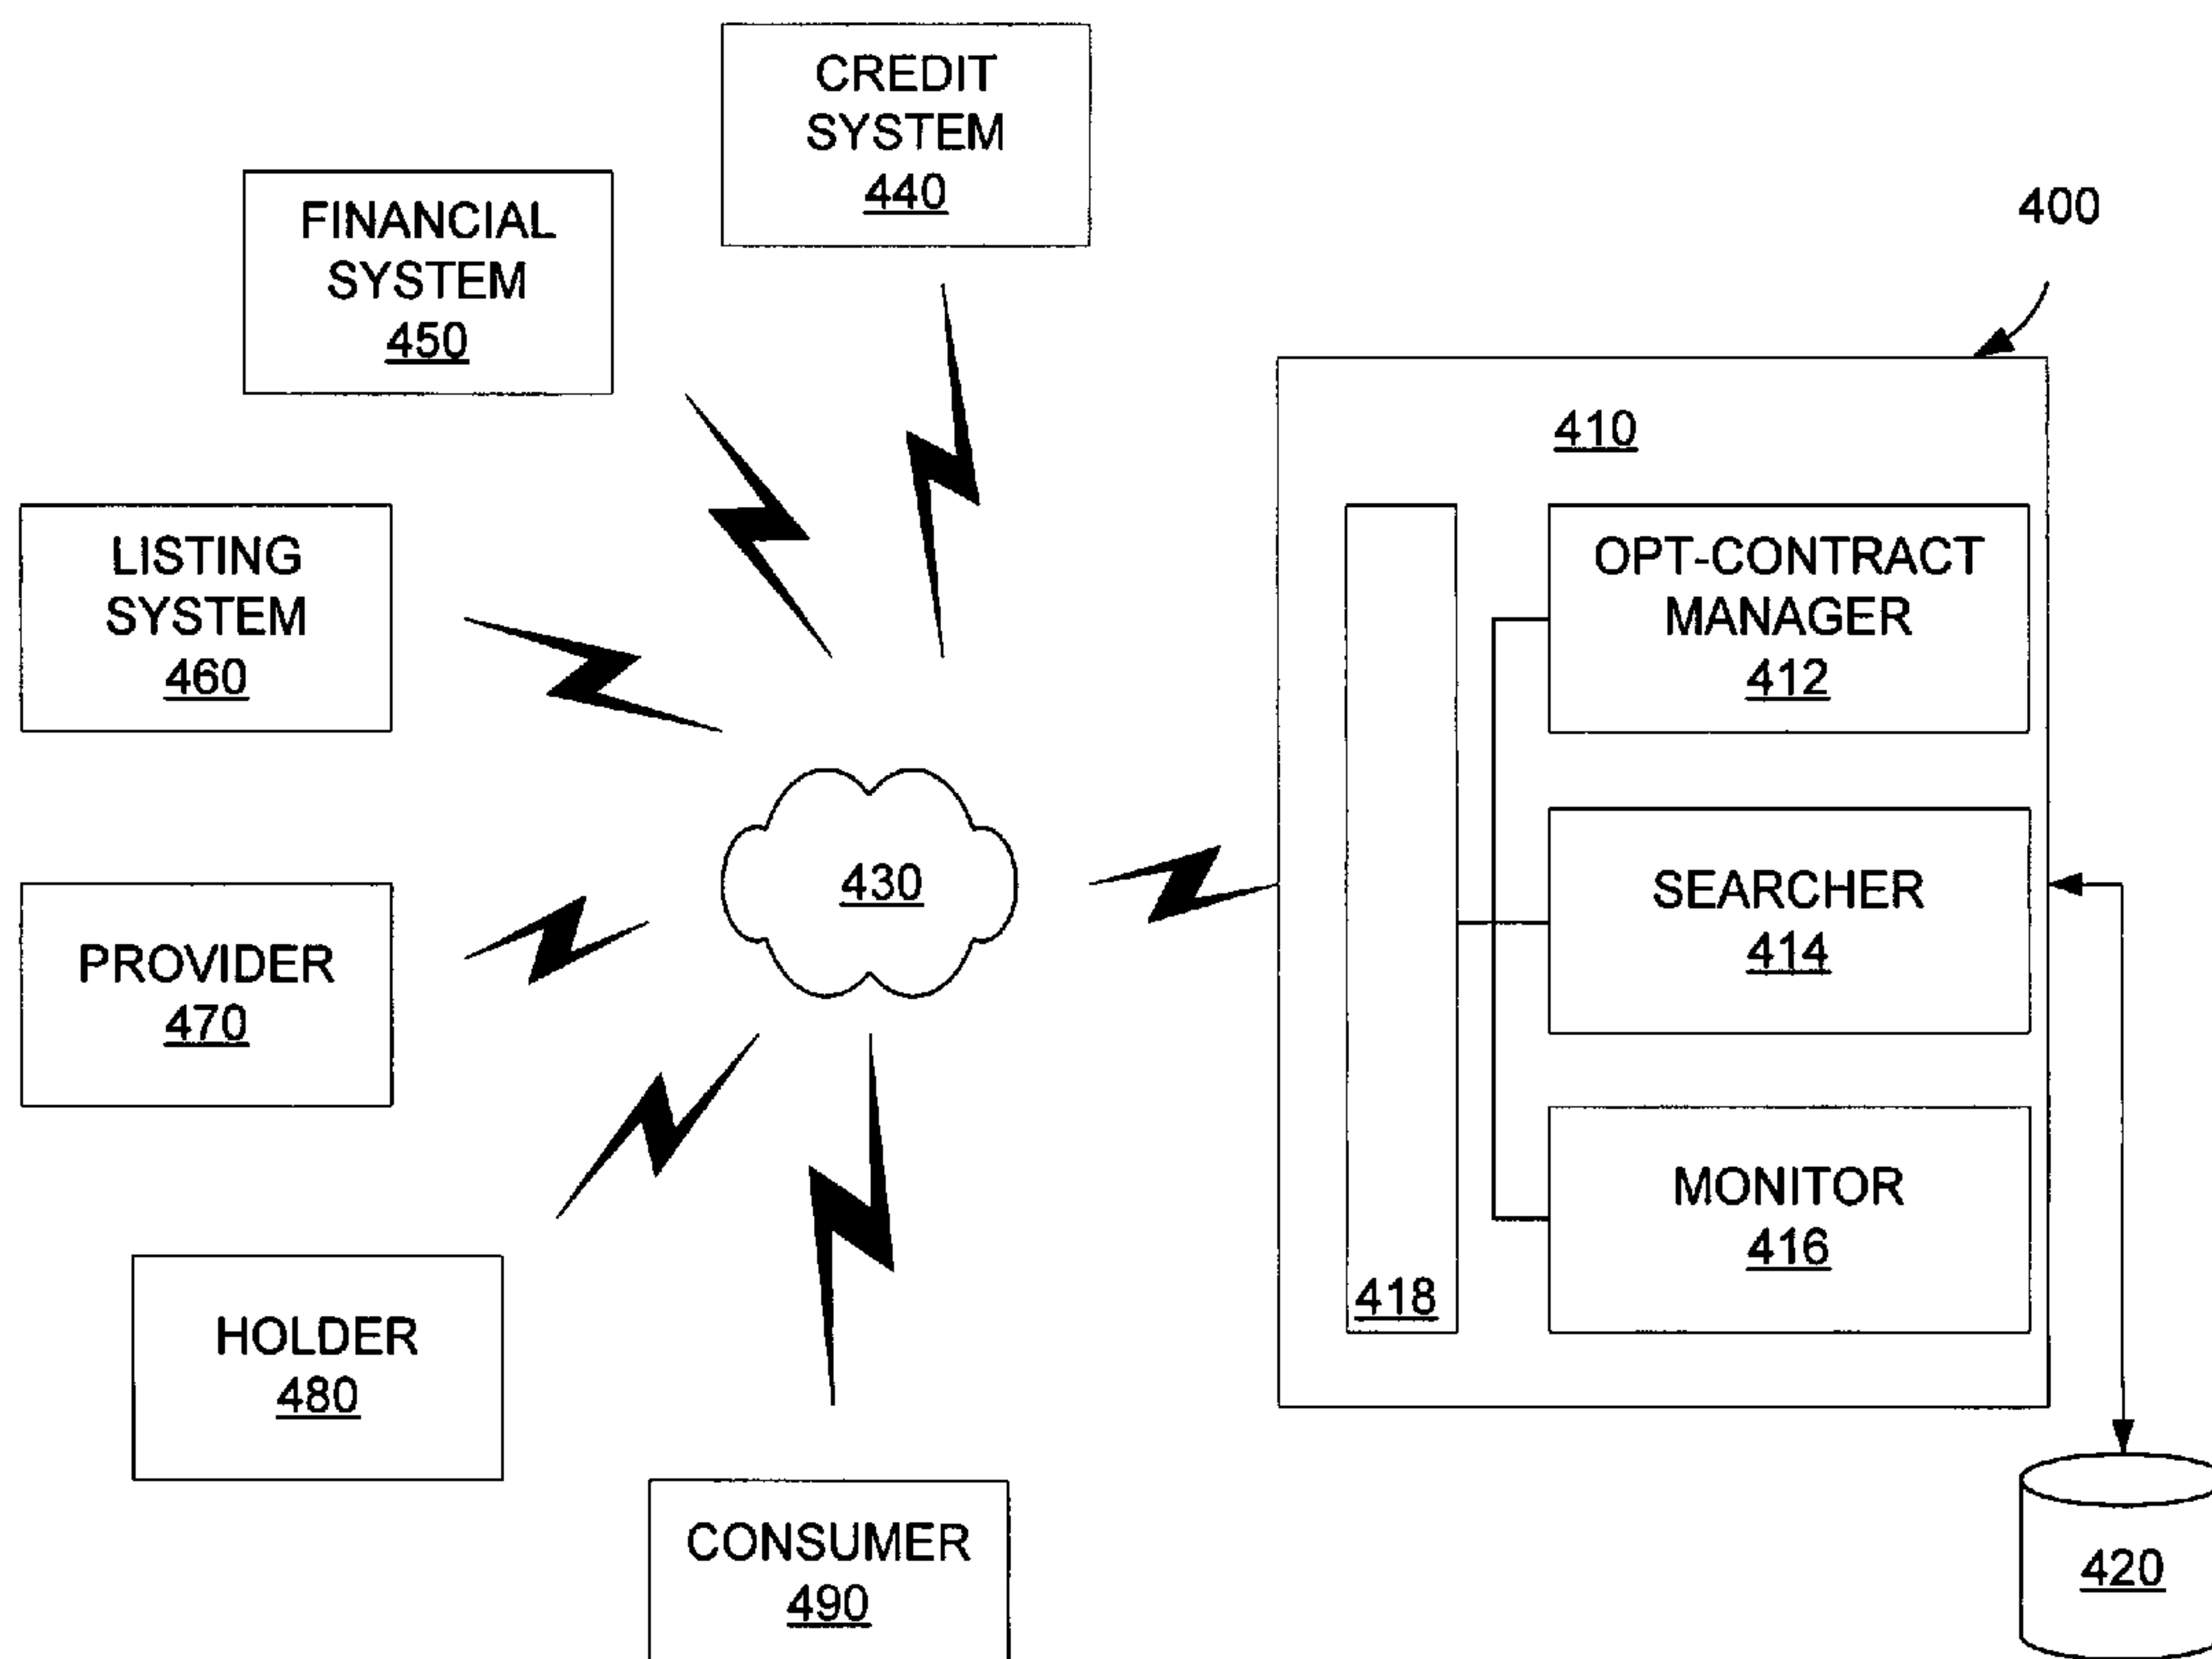 CREDIT
SYSTEM
440
FINANCIAL
SYSTEM
450
400
410
LISTING
SYSTEM
460
OPT-CONTRACT
MANAGER
412
430
SEARCHER
414
PROVIDER
470
MONITOR
416
418
HOLDER
480
CONSUMER
490
420